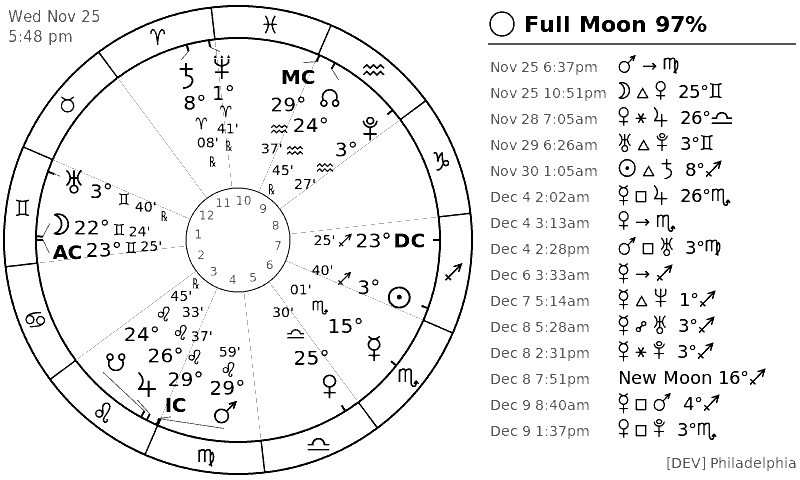 Wed Nov 25
5:48 pm
○ Full Moon 97%
Nov 25 6:37pm ♂ → ♍
Nov 25 10:51pm ☽ △ ♀ 25°♊
Nov 28 7:05am ♀ ⚹ ♃ 26°♎
Nov 29 6:26am ♅ △ ⯓ 3°♊
Nov 30 1:05am ☉ △ ♄ 8°♐
Dec 4 2:02am ☿ □ ♃ 26°♏
Dec 4 3:13am ♀ → ♏
Dec 4 2:28pm ♂ □ ♅ 3°♍
Dec 6 3:33am ☿ → ♐
Dec 7 5:14am ☿ △ ♆ 1°♐
Dec 8 5:28am ☿ ☍ ♅ 3°♐
Dec 8 2:31pm ☿ ⚹ ⯓ 3°♐
Dec 8 7:51pm New Moon 16°♐
Dec 9 8:40am ☿ □ ♂ 4°♐
Dec 9 1:37pm ♀ □ ⯓ 3°♏
[DEV] Philadelphia
♈ ♓ ♒ ♑ ♐ ♏ ♎ ♍ ♌ ♋ ♊ ♉
♄ 8° ♈ 08' ℞
♆ 1° ♈ 41' ℞
MC 29° ♒ 37'
☊ 24° ♒ 45' ℞
⯓ 3° ♒ 27'
♅ 3° ♊ 40' ℞
☽ 22° ♊ 24'
AC 23° ♊ 25'
25' ♐ 23° DC
40' ♐ 3° ☉
01' ♏ 15° ☿
30' ♎ 25° ♀
☋ 24° ♌ 45' ℞
♃ 26° ♌ 33'
IC 29° ♌ 37'
♂ 29° ♌ 59'
1 2 3 4 5 6 7 8 9 10 11 12